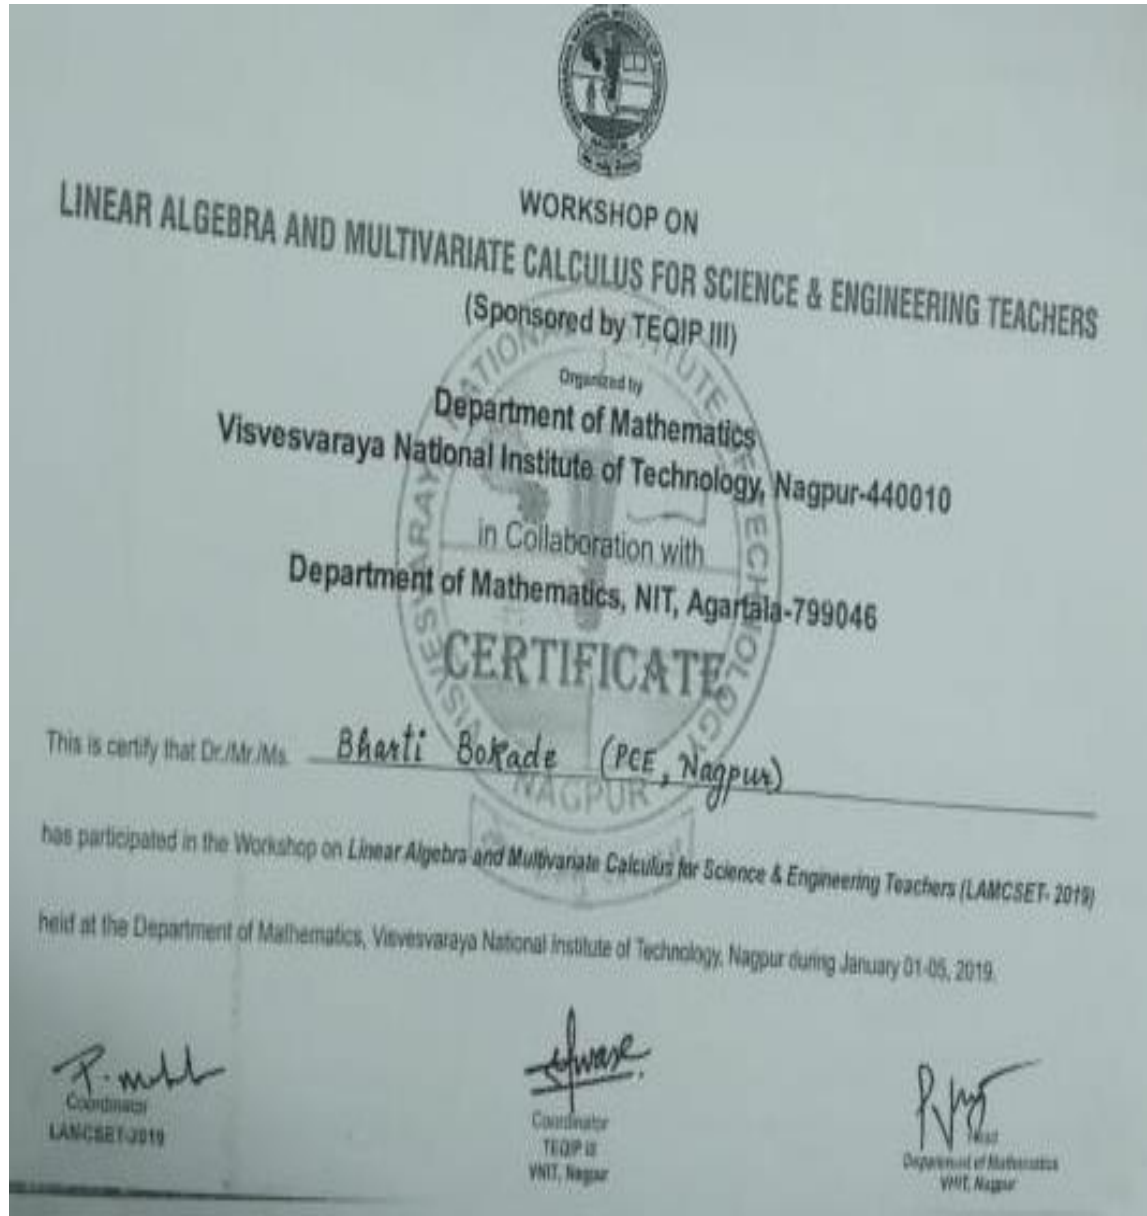 WORKSHOP ON
LINEAR ALGEBRA AND MULTIVARIATE CALCULUS FOR SCIENCE & ENGINEERING TEACHERS
(Sponsored by TEQIP III)
Organized by
Department of Mathematics
Visvesvaraya National Institute of Technology, Nagpur-440010
in Collaboration with
Department of Mathematics, NIT, Agartala-799046
CERTIFICATE
This is certify that Dr./Mr./Ms. Bharti Bokade (PCE, Nagpur)
has participated in the Workshop on Linear Algebra and Multivariate Calculus for Science & Engineering Teachers (LAMCSET- 2019)
held at the Department of Mathematics, Visvesvaraya National Institute of Technology, Nagpur during January 01-05, 2019.
Coordinator
LAMCSET-2019
Coordinator
TEQIP III
VNIT, Nagpur
Head
Department of Mathematics
VNIT, Nagpur